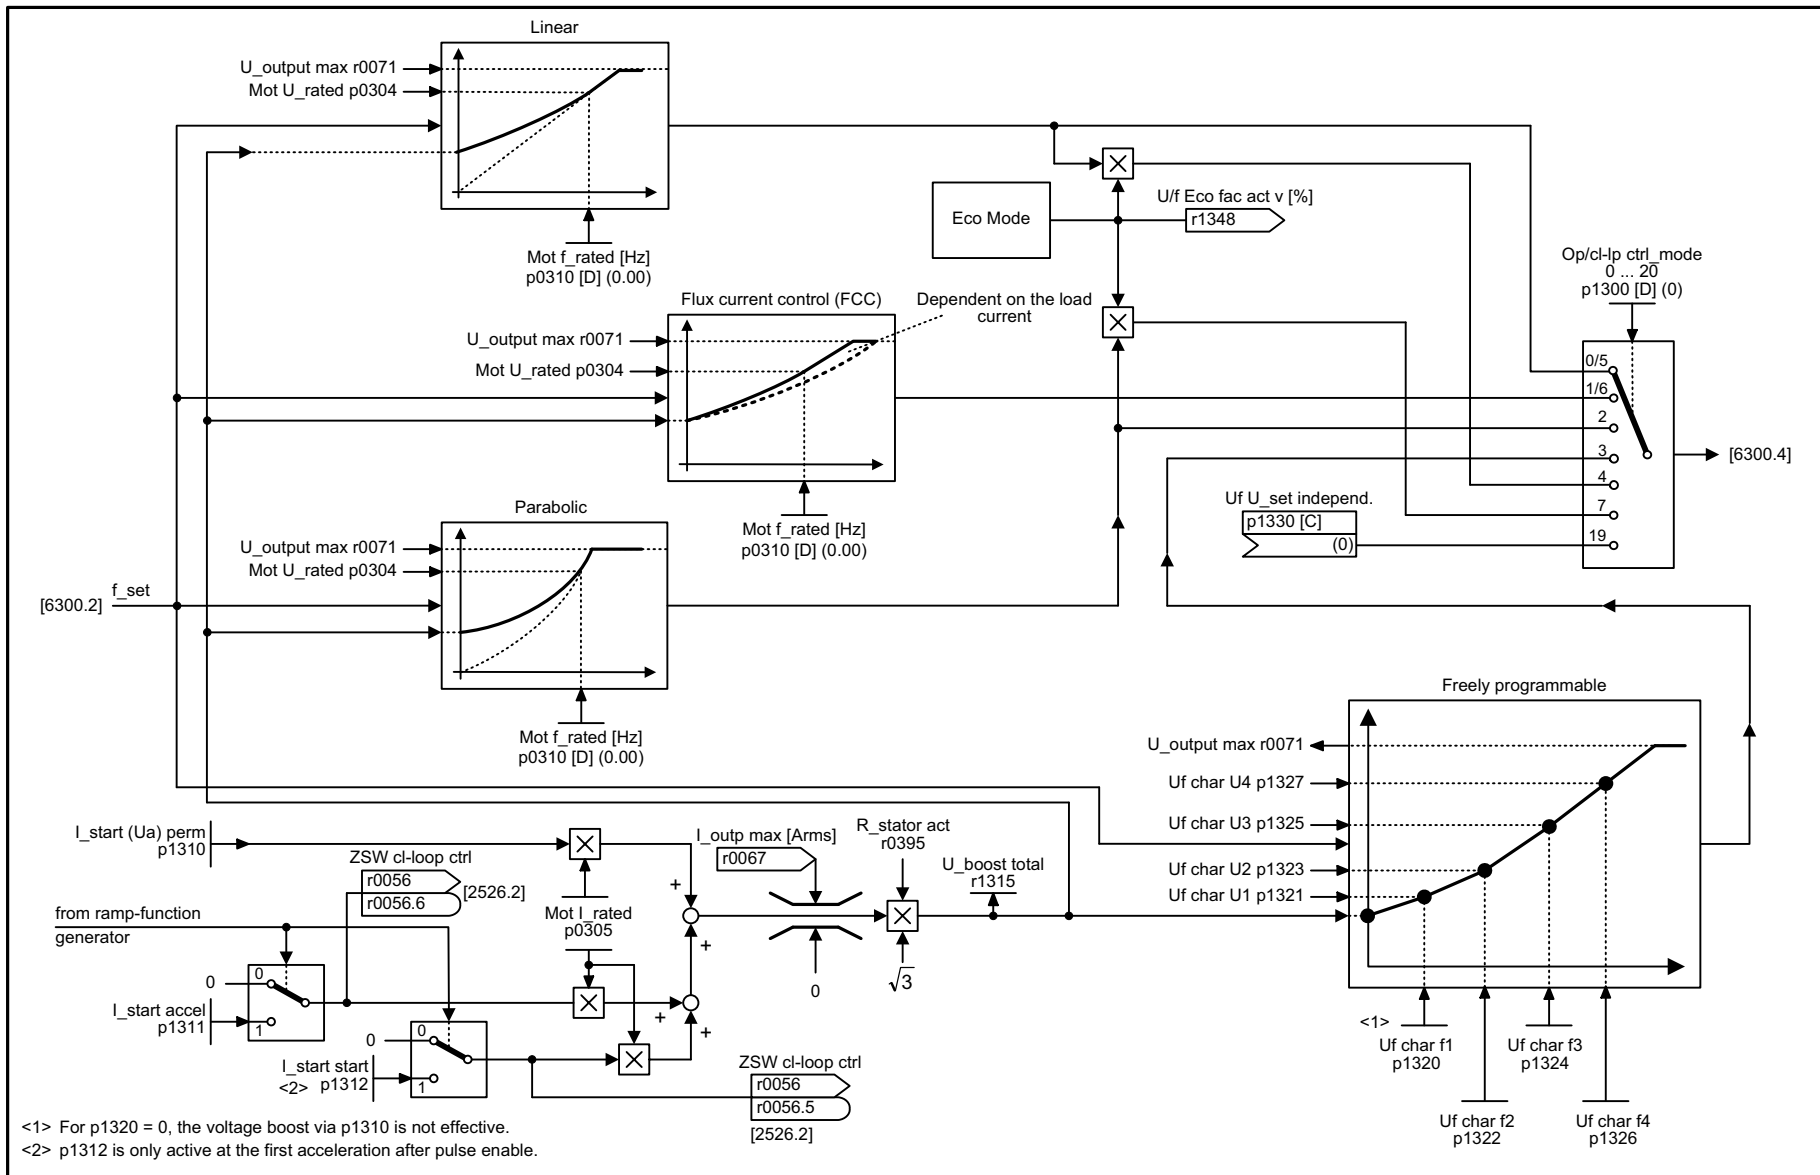 Linear
U_output max r0071
Mot U_rated p0304
Mot f_rated [Hz]
p0310 [D] (0.00)
Eco Mode
U/f Eco fac act v [%]
r1348
Op/cl-lp ctrl_mode
0 ... 20
p1300 [D] (0)
Flux current control (FCC)
Dependent on the load
current
U_output max r0071
Mot U_rated p0304
Mot f_rated [Hz]
p0310 [D] (0.00)
0/5
1/6
2
3
4
7
19
[6300.4]
Uf U_set independ.
p1330 [C]
(0)
Parabolic
U_output max r0071
Mot U_rated p0304
[6300.2]
f_set
Mot f_rated [Hz]
p0310 [D] (0.00)
Freely programmable
U_output max r0071
Uf char U4 p1327
Uf char U3 p1325
Uf char U2 p1323
Uf char U1 p1321
<1>
Uf char f1
p1320
Uf char f3
p1324
Uf char f2
p1322
Uf char f4
p1326
I_start (Ua) perm
p1310
ZSW cl-loop ctrl
r0056
r0056.6
[2526.2]
from ramp-function
generator
Mot I_rated
p0305
I_outp max [Arms]
r0067
R_stator act
r0395
U_boost total
r1315
+
+
+
+
0
√3
0
0
1
I_start accel
p1311
0
0
1
I_start start
<2> p1312
ZSW cl-loop ctrl
r0056
r0056.5
[2526.2]
<1> For p1320 = 0, the voltage boost via p1310 is not effective.
<2> p1312 is only active at the first acceleration after pulse enable.